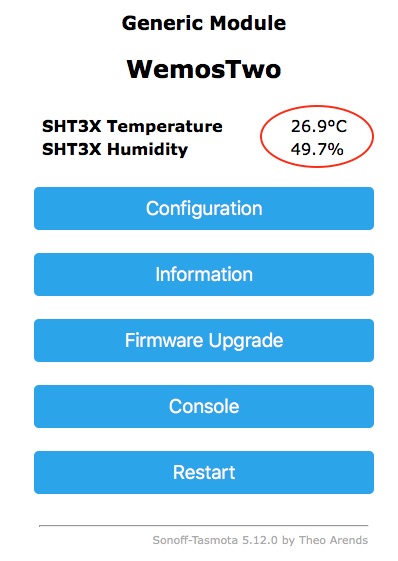 Generic Module
WemosTwo
SHT3X Temperature 26.9°C
SHT3X Humidity 49.7%
Configuration
Information
Firmware Upgrade
Console
Restart
Sonoff-Tasmota 5.12.0 by Theo Arends